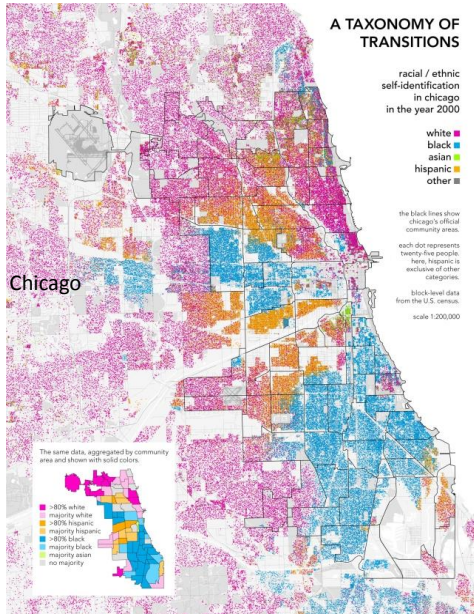 A TAXONOMY OF
TRANSITIONS
racial / ethnic
self-identification
in chicago
in the year 2000
white
black
asian
hispanic
other
the black lines show
chicago's official
community areas.
each dot represents
twenty-five people.
here, hispanic is
exclusive of other
categories.
block-level data
from the U.S. census.
scale 1:200,000
Chicago
The same data, aggregated by community
area and shown with solid colors.
>80% white
majority white
>80% hispanic
majority hispanic
>80% black
majority black
majority asian
no majority